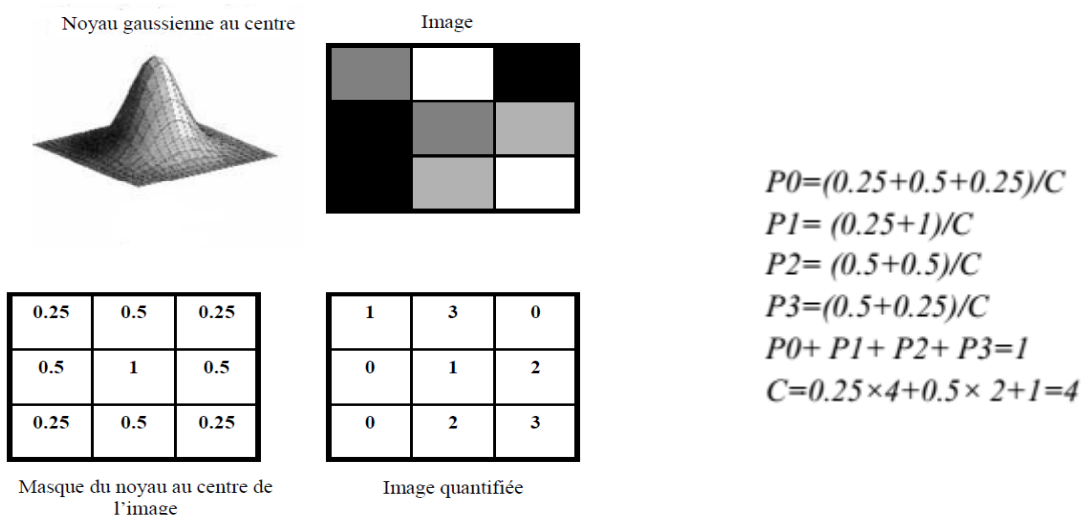 Noyau gaussienne au centre
Image
0.25 0.5 0.25
0.5 1 0.5
0.25 0.5 0.25
Masque du noyau au centre de
l'image
1 3 0
0 1 2
0 2 3
Image quantifiée
P0=(0.25+0.5+0.25)/C
P1= (0.25+1)/C
P2= (0.5+0.5)/C
P3=(0.5+0.25)/C
P0+ P1+ P2+ P3=1
C=0.25×4+0.5× 2+1=4